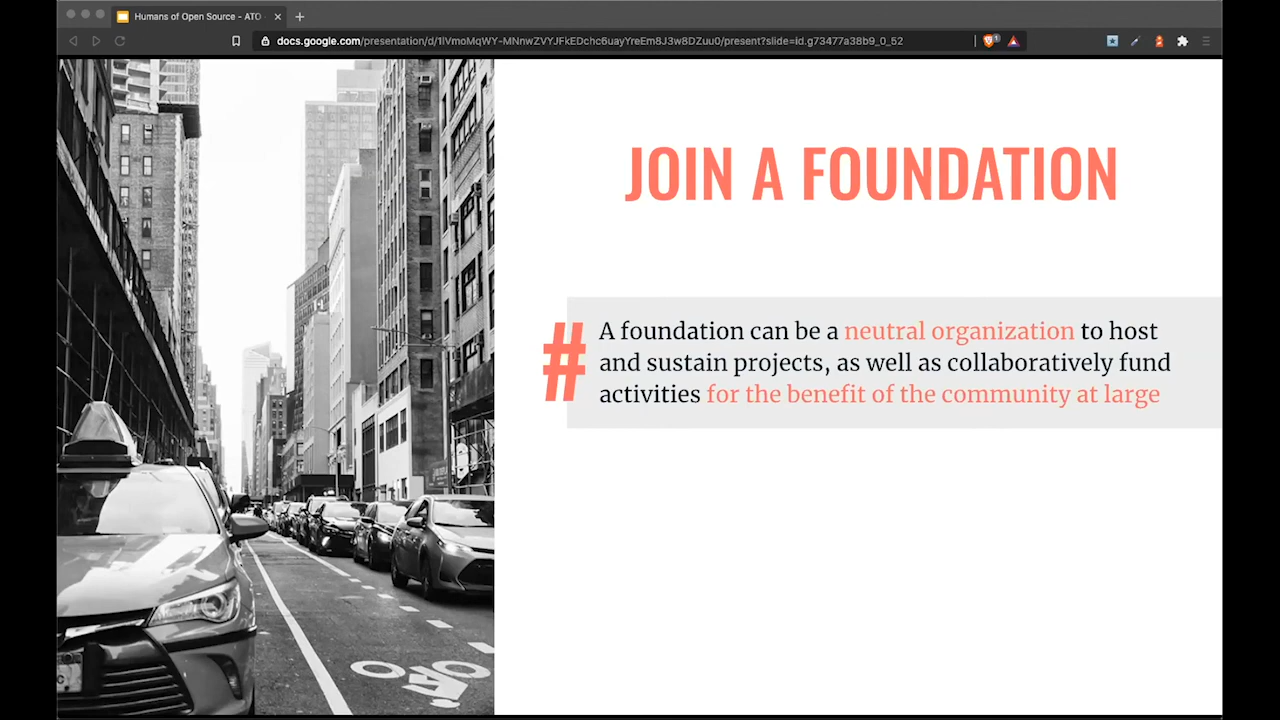 Humans of Open Source - ATO
docs.google.com/presentation/d/1lVmoMqWY-MNnwZVYJFkEDchc6uayYreEm8J3w8DZuu0/present?slide=id.g73477a38b9_0_52
JOIN A FOUNDATION
# A foundation can be a neutral organization to host
and sustain projects, as well as collaboratively fund
activities for the benefit of the community at large